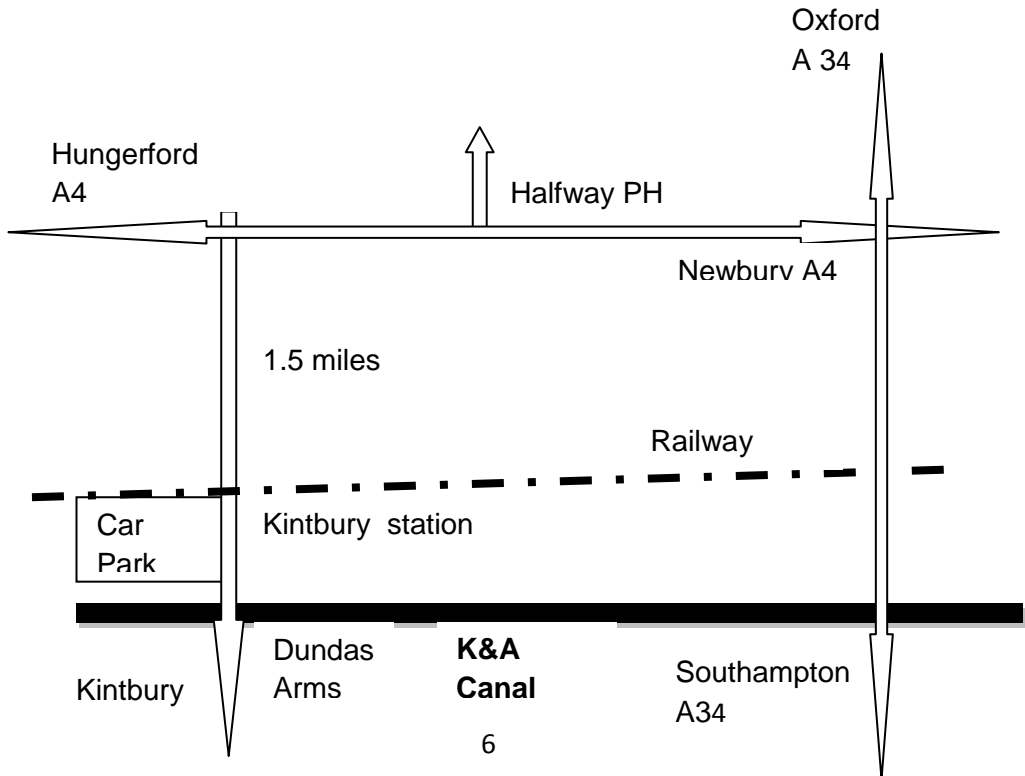 Oxford
A 34
Hungerford
A4
Halfway PH
Newbury A4
1.5 miles
Railway
Car
Park
Kintbury station
Kintbury
Dundas
Arms
K&A
Canal
Southampton
A34
6